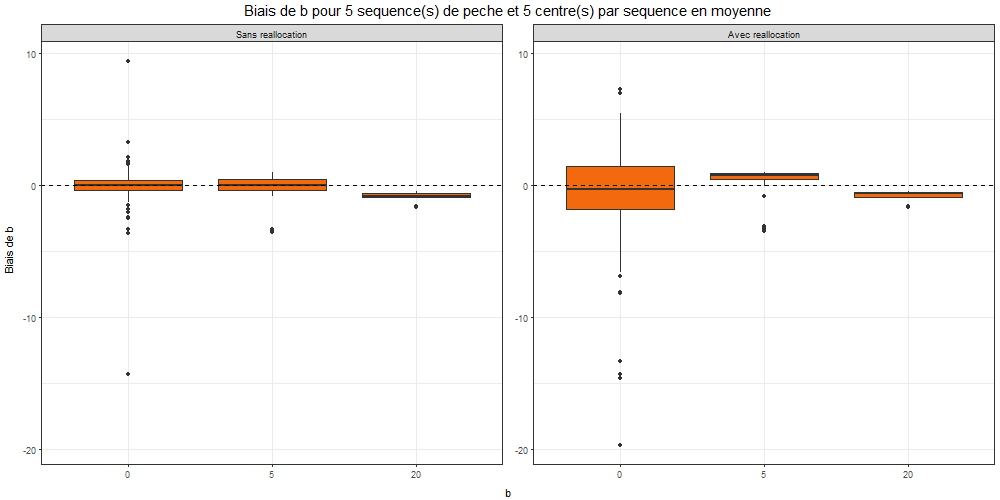 Biais de b pour 5 sequence(s) de peche et 5 centre(s) par sequence en moyenne
Sans reallocation
Avec reallocation
Biais de b
10
0
-10
-20
10
0
-10
-20
0
5
20
0
5
20
b